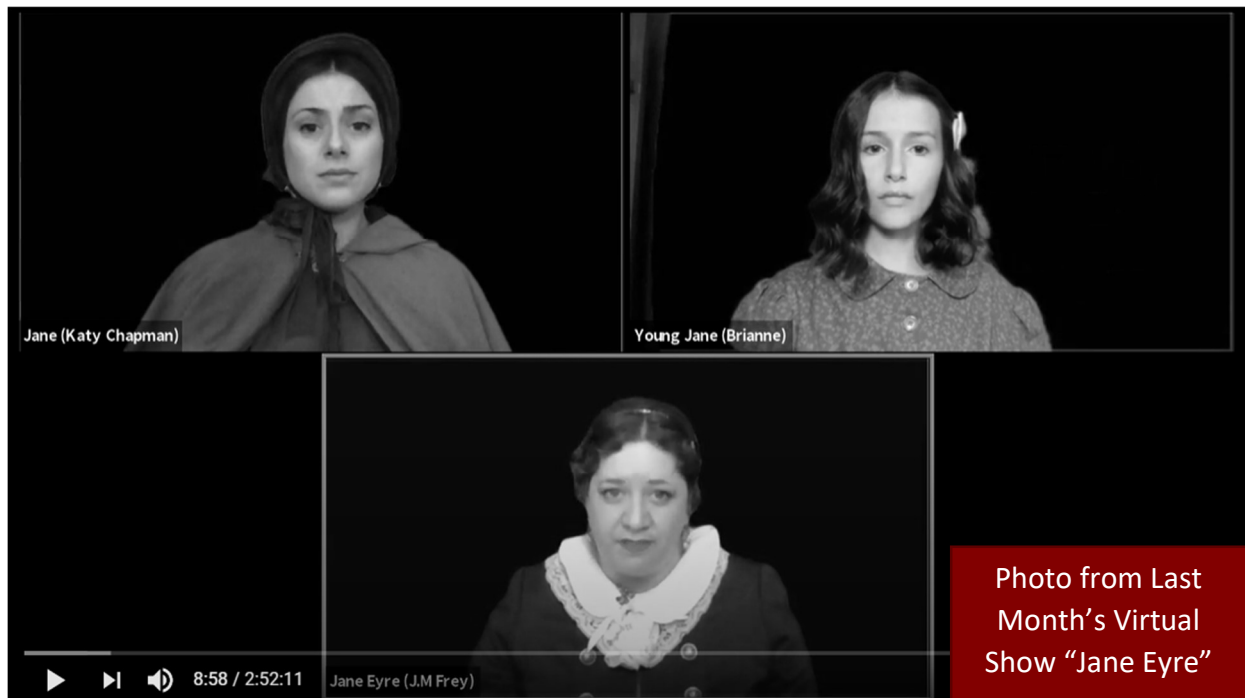 Jane (Katy Chapman)
Young Jane (Brianne)
8:58 / 2:52:11
Jane Eyre (J.M Frey)
Photo from Last
Month’s Virtual
Show “Jane Eyre”